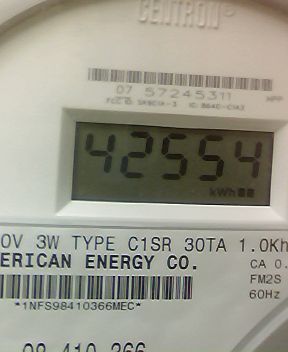 CENTRON®
07 57245311
42554
kWh
0V 3W TYPE C1SR 30TA 1.0Kh
ERICAN ENERGY CO.
CA 0.
FM2S
60Hz
*1NFS98410366MEC*
98 410 366